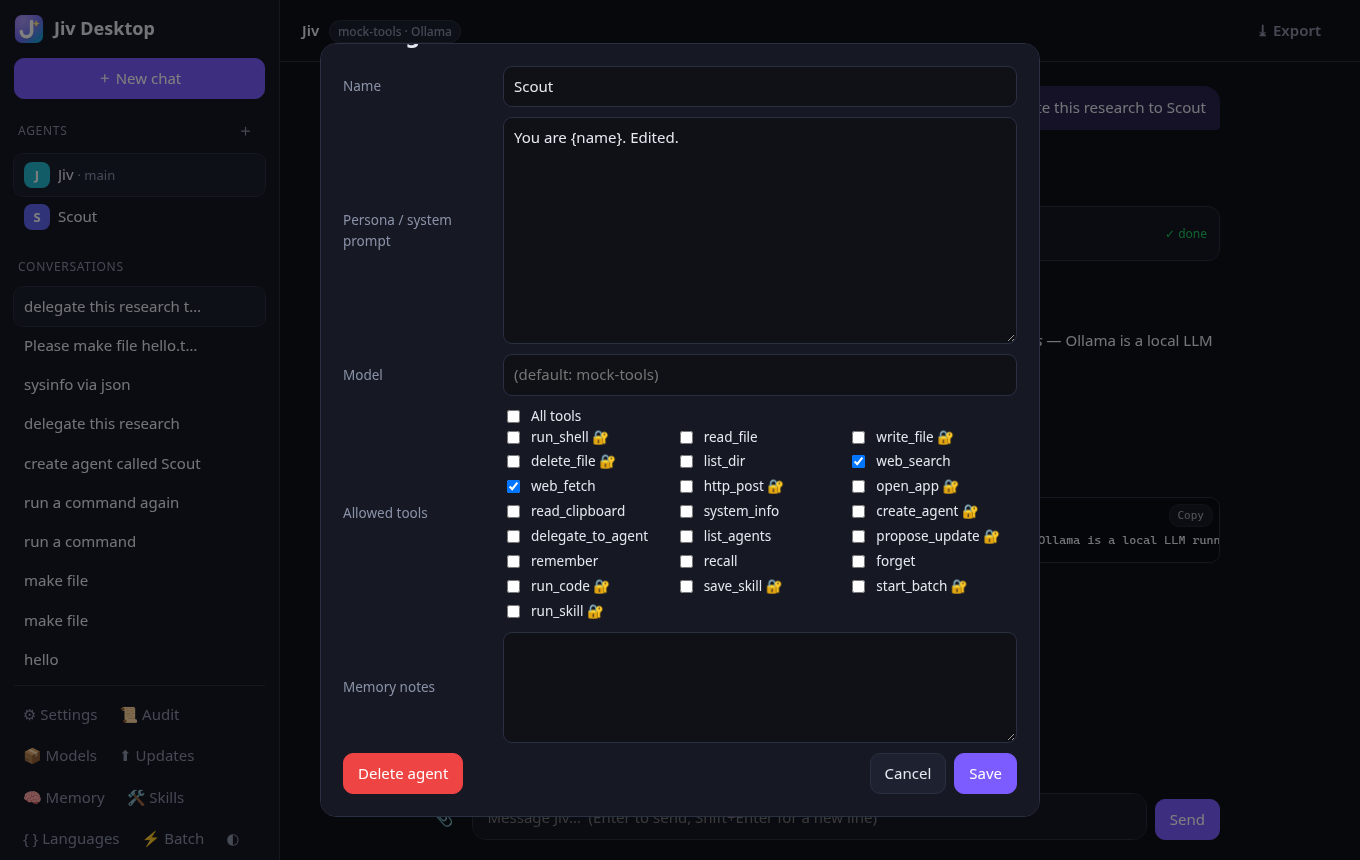 Jiv Desktop
+ New chat
AGENTS +
J Jiv · main
S Scout
CONVERSATIONS
delegate this research t...
Please make file hello.t...
sysinfo via json
delegate this research
create agent called Scout
run a command again
run a command
make file
make file
hello
⚙ Settings 📜 Audit
📦 Models ⬆ Updates
🧠 Memory 🛠️ Skills
{ } Languages ⚡ Batch ◐
Jiv mock-tools · Ollama
⤓ Export
this research to Scout
✓ done
— Ollama is a local LLM
Copy
Ollama is a local LLM runn
Name
Scout
Persona / system
prompt
You are {name}. Edited.
Model
(default: mock-tools)
Allowed tools
All tools
run_shell 🔐 read_file write_file 🔐
delete_file 🔐 list_dir web_search
web_fetch http_post 🔐 open_app 🔐
read_clipboard system_info create_agent 🔐
delegate_to_agent list_agents propose_update 🔐
remember recall forget
run_code 🔐 save_skill 🔐 start_batch 🔐
run_skill 🔐
Memory notes
Delete agent Cancel Save
Message Jiv... (Enter to send, Shift+Enter for a new line)
Send